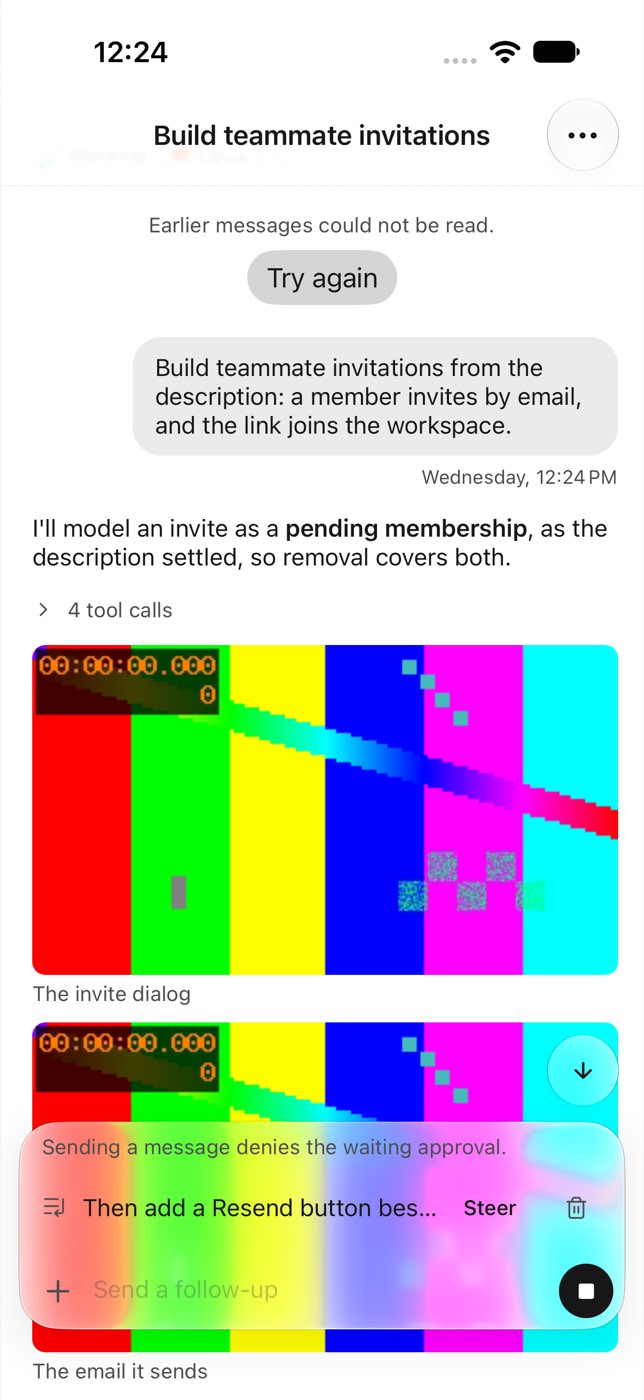 12:24
Build teammate invitations
Earlier messages could not be read.
Try again
Build teammate invitations from the
description: a member invites by email,
and the link joins the workspace.
Wednesday, 12:24 PM
I'll model an invite as a pending membership, as the
description settled, so removal covers both.
4 tool calls
00:00:00.000
0
The invite dialog
00:00:00.000
0
Sending a message denies the waiting approval.
Then add a Resend button bes...
Steer
Send a follow-up
The email it sends